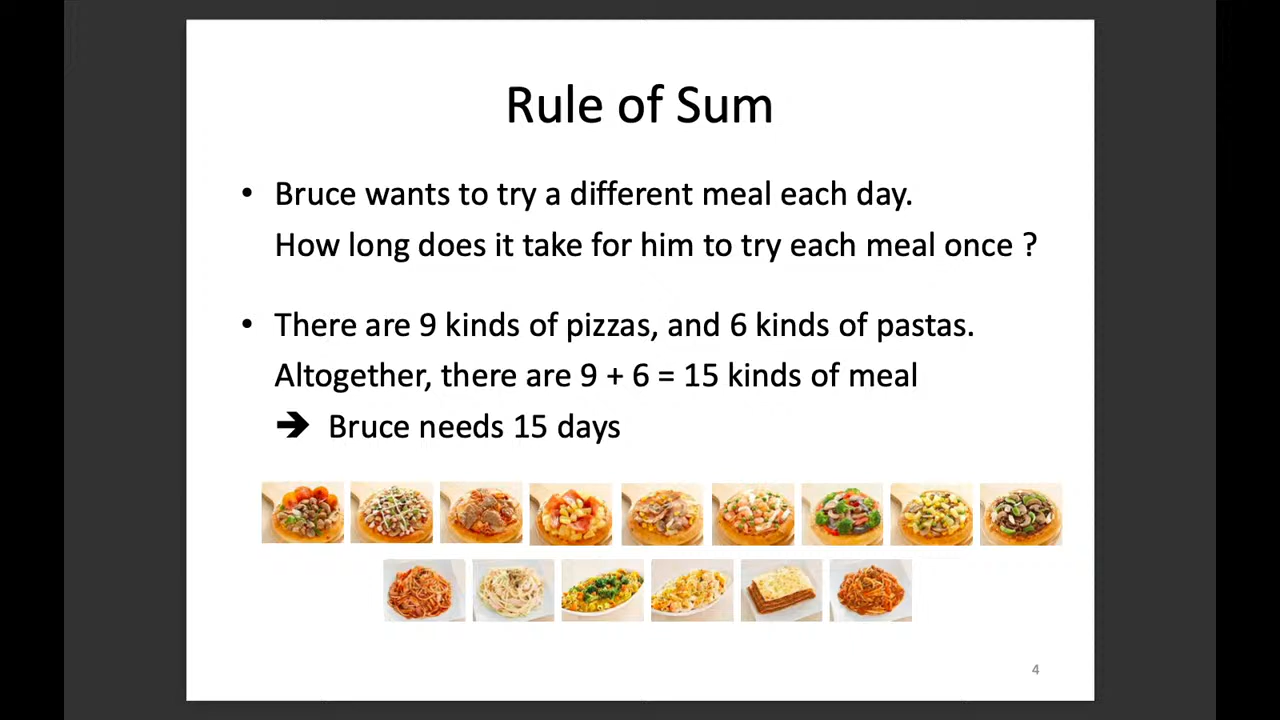 Rule of Sum
• Bruce wants to try a different meal each day.
How long does it take for him to try each meal once ?
• There are 9 kinds of pizzas, and 6 kinds of pastas.
Altogether, there are 9 + 6 = 15 kinds of meal
➔ Bruce needs 15 days
4